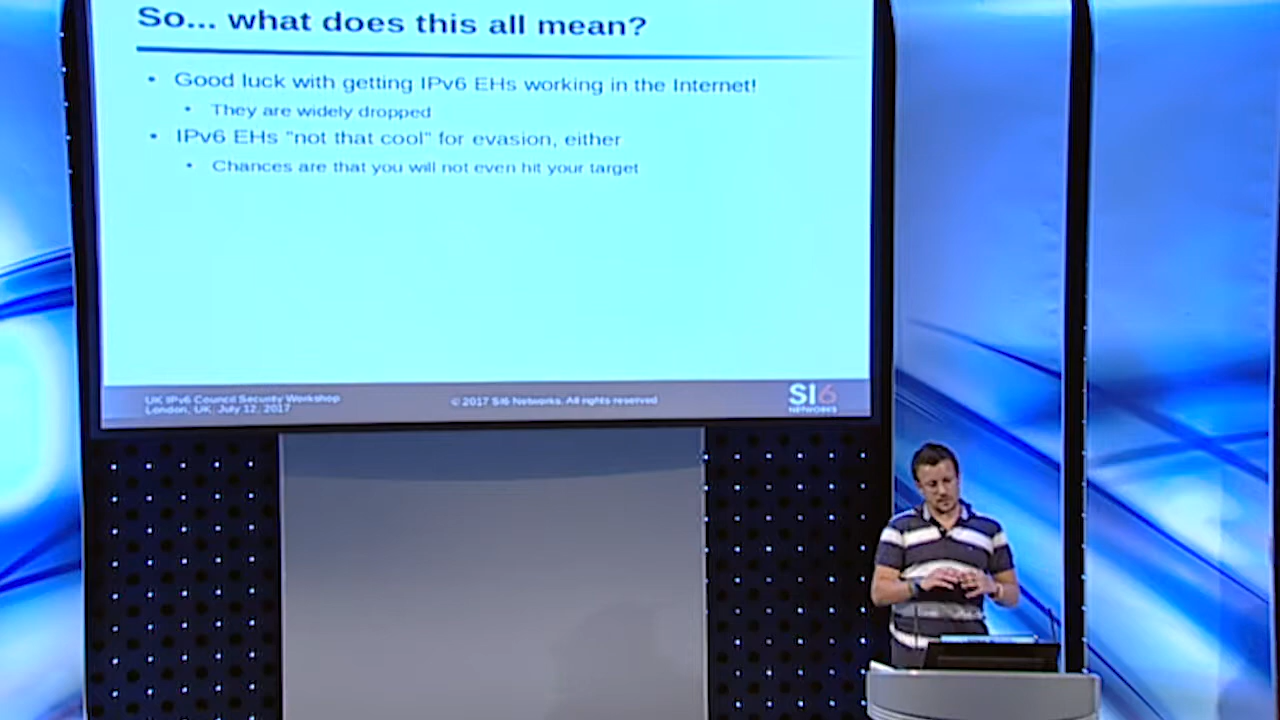 So... what does this all mean?
• Good luck with getting IPv6 EHs working in the Internet!
• They are widely dropped
• IPv6 EHs "not that cool" for evasion, either
• Chances are that you will not even hit your target
UK IPv6 Council Security Workshop
London, UK, July 12, 2017
© 2017 SI6 Networks. All rights reserved
SI6
NETWORKS